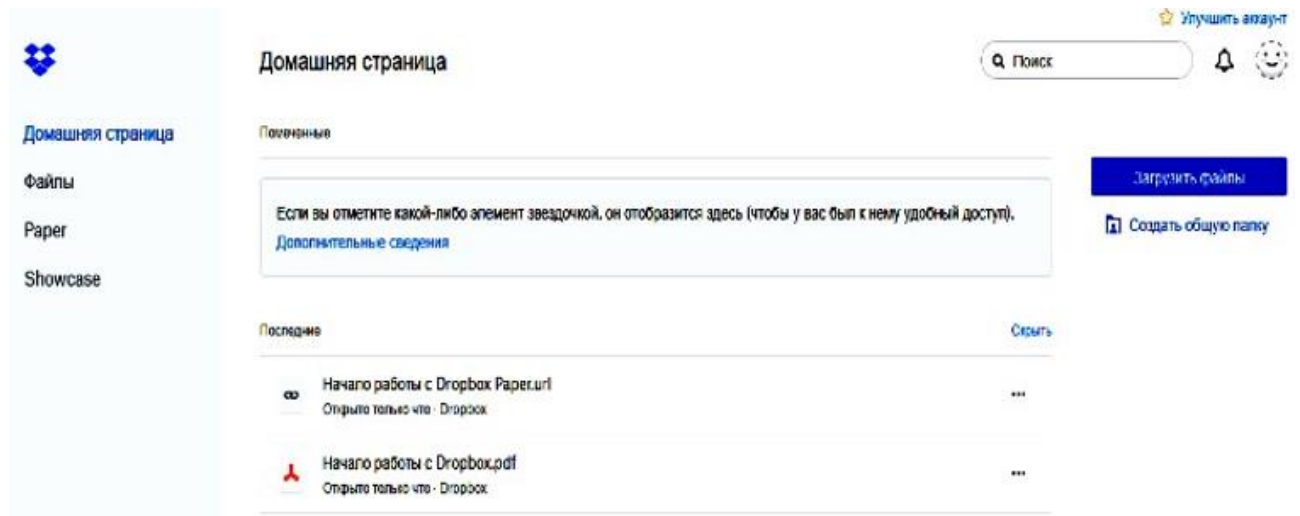 Улучшить аккаунт
Домашняя страница
Поиск
Домашняя страница
Файлы
Paper
Showcase
Помеченные
Если вы отметите какой-либо элемент звездочкой, он отобразится здесь (чтобы у вас был к нему удобный доступ).
Дополнительные сведения
Загрузить файлы
Создать общую папку
Последние
Скрыть
Начало работы с Dropbox Paper.url
Открыто только что · Dropbox
Начало работы с Dropbox.pdf
Открыто только что · Dropbox